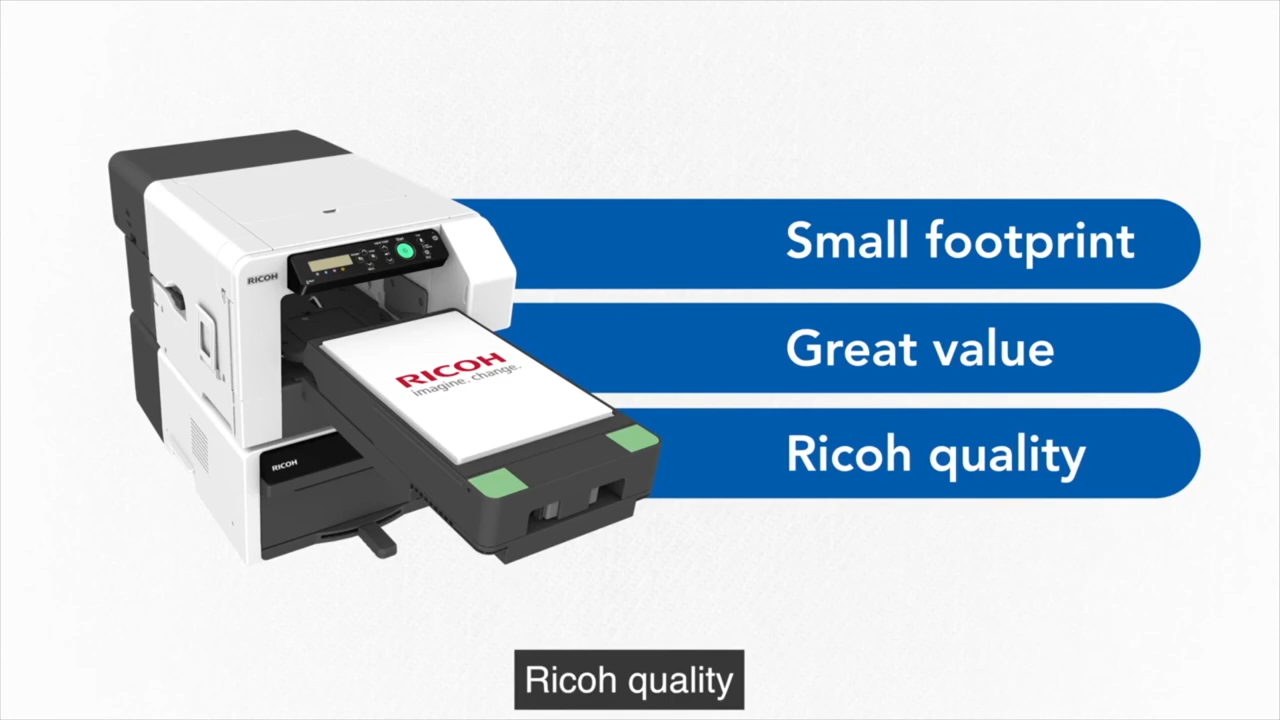 RICOH
RICOH
imagine. change.
RICOH
Small footprint
Great value
Ricoh quality
Ricoh quality